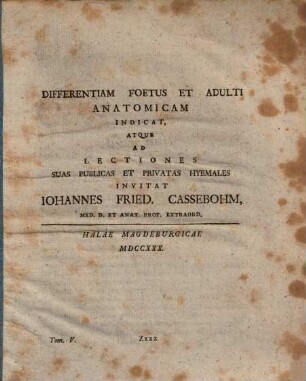 DIFFERENTIAM FOETUS ET ADULTI
ANATOMICAM
INDICAT,
ATQUE
AD
LECTIONES
SUAS PUBLICAS ET PRIVATAS HYEMALES
INVITAT
IOHANNES FRIED. CASSEBOHM,
MED. D. ET ANAT. PROF. EXTRAORD.
HALAE MAGDEBURGICAE
MDCCXXX.
Tom. V. Zzzz